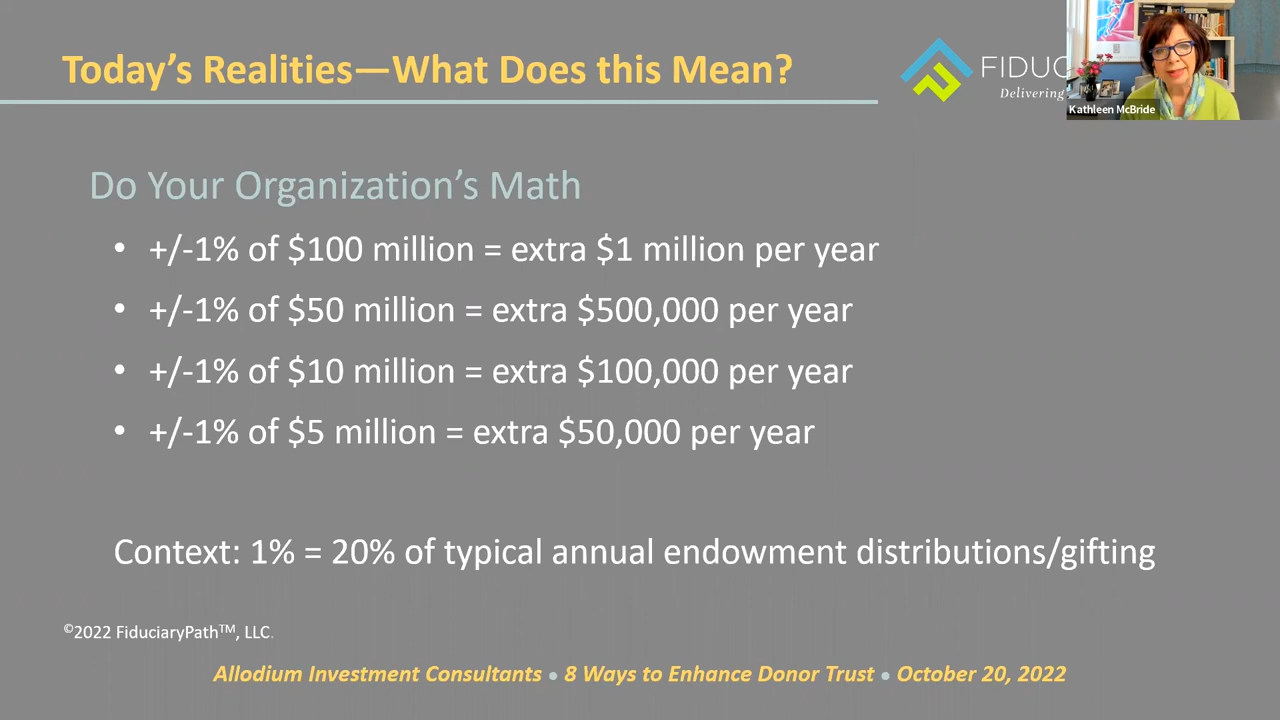 Today's Realities—What Does this Mean?
FIDUC
Delivering
Kathleen McBride
Do Your Organization's Math
• +/-1% of $100 million = extra $1 million per year
• +/-1% of $50 million = extra $500,000 per year
• +/-1% of $10 million = extra $100,000 per year
• +/-1% of $5 million = extra $50,000 per year
Context: 1% = 20% of typical annual endowment distributions/gifting
©2022 FiduciaryPath™, LLC.
Allodium Investment Consultants • 8 Ways to Enhance Donor Trust • October 20, 2022